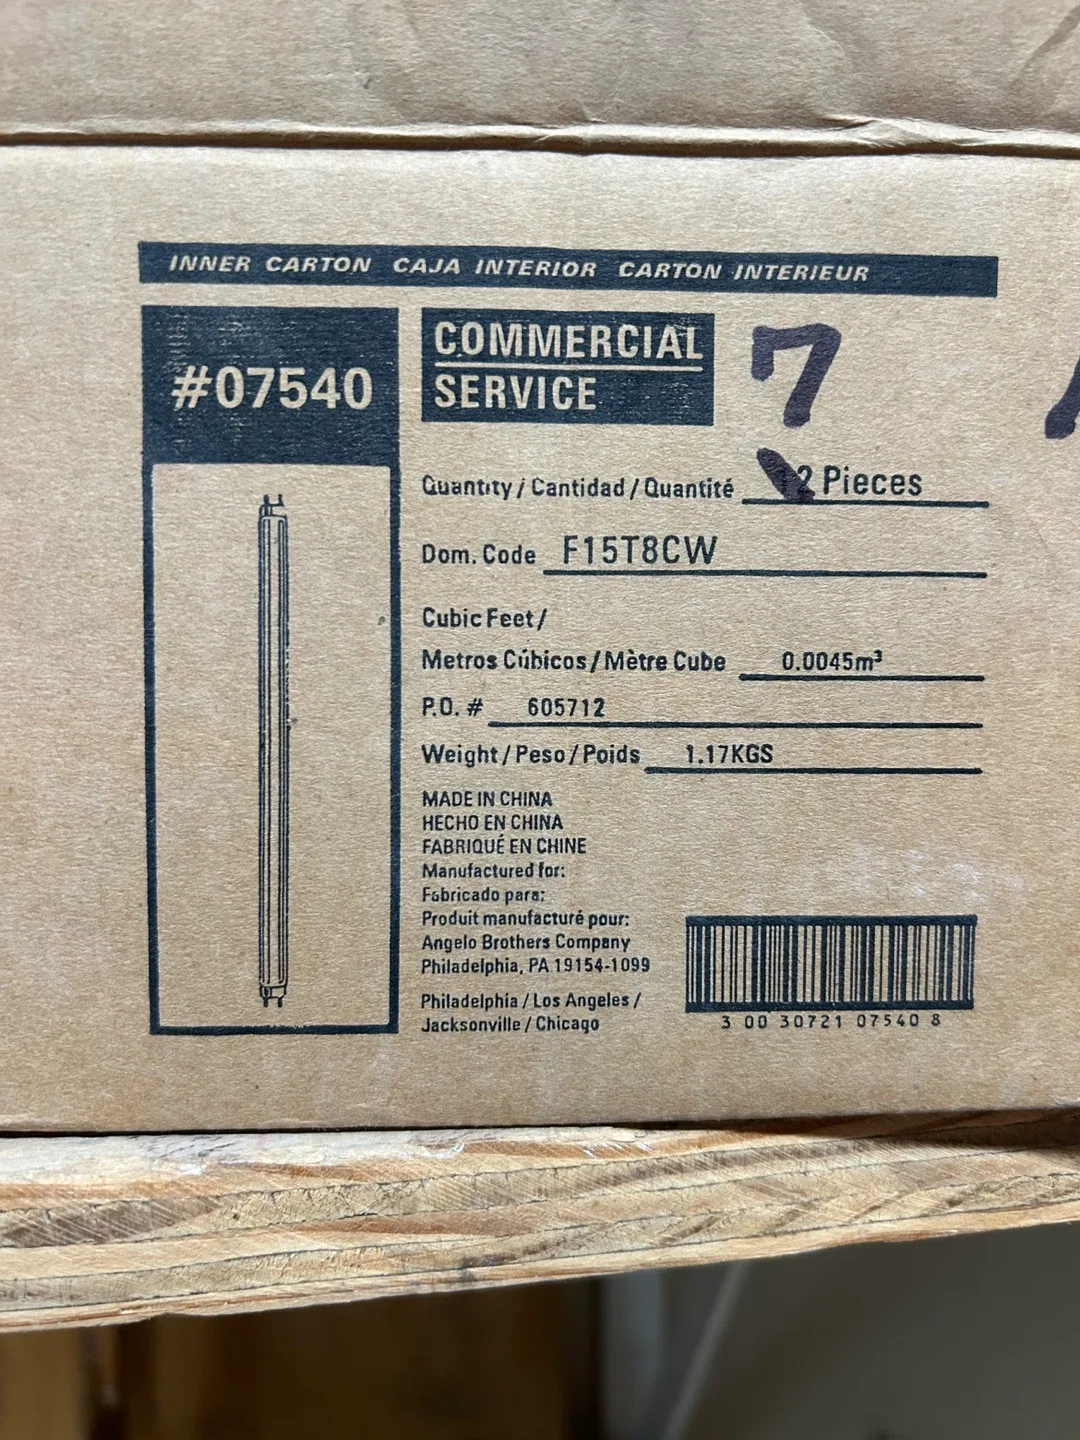 INNER CARTON CAJA INTERIOR CARTON INTERIEUR
#07540
COMMERCIAL
SERVICE
7
Quantity / Cantidad / Quantité 12 Pieces
Dom. Code F15T8CW
Cubic Feet /
Metros Cúbicos / Mètre Cube 0.0045m³
P.O. # 605712
Weight / Peso / Poids 1.17KGS
MADE IN CHINA
HECHO EN CHINA
FABRIQUÉ EN CHINE
Manufactured for:
Fabricado para:
Produit manufacturé pour:
Angelo Brothers Company
Philadelphia, PA 19154-1099
Philadelphia / Los Angeles /
Jacksonville / Chicago
3 00 30721 07540 8